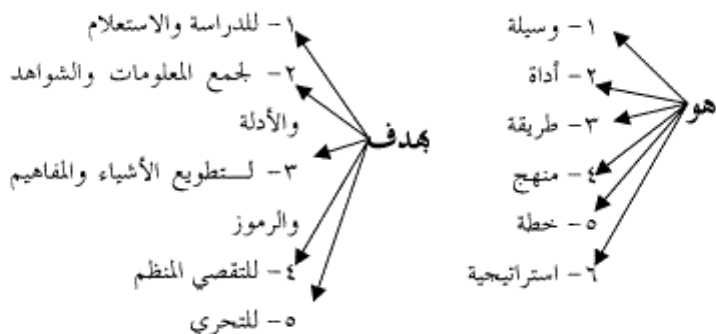 هو
١- وسيلة
٢- أداة
٣- طريقة
٤- منهج
٥- خطة
٦- استراتيجية
بهدف
١- للدراسة والاستعلام
٢- لجمع المعلومات والشواهد
والأدلة
٣- لـتطويع الأشياء والمفاهيم
والرموز
٤- للتقصي المنظم
٥- للتحري